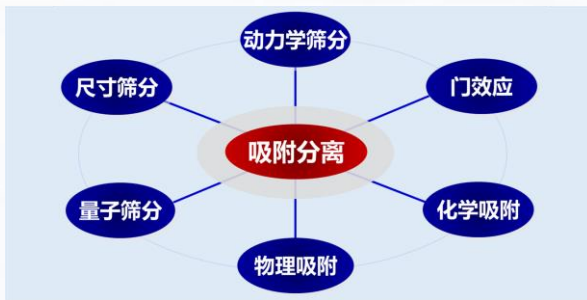 动力学筛分
尺寸筛分
门效应
吸附分离
量子筛分
化学吸附
物理吸附